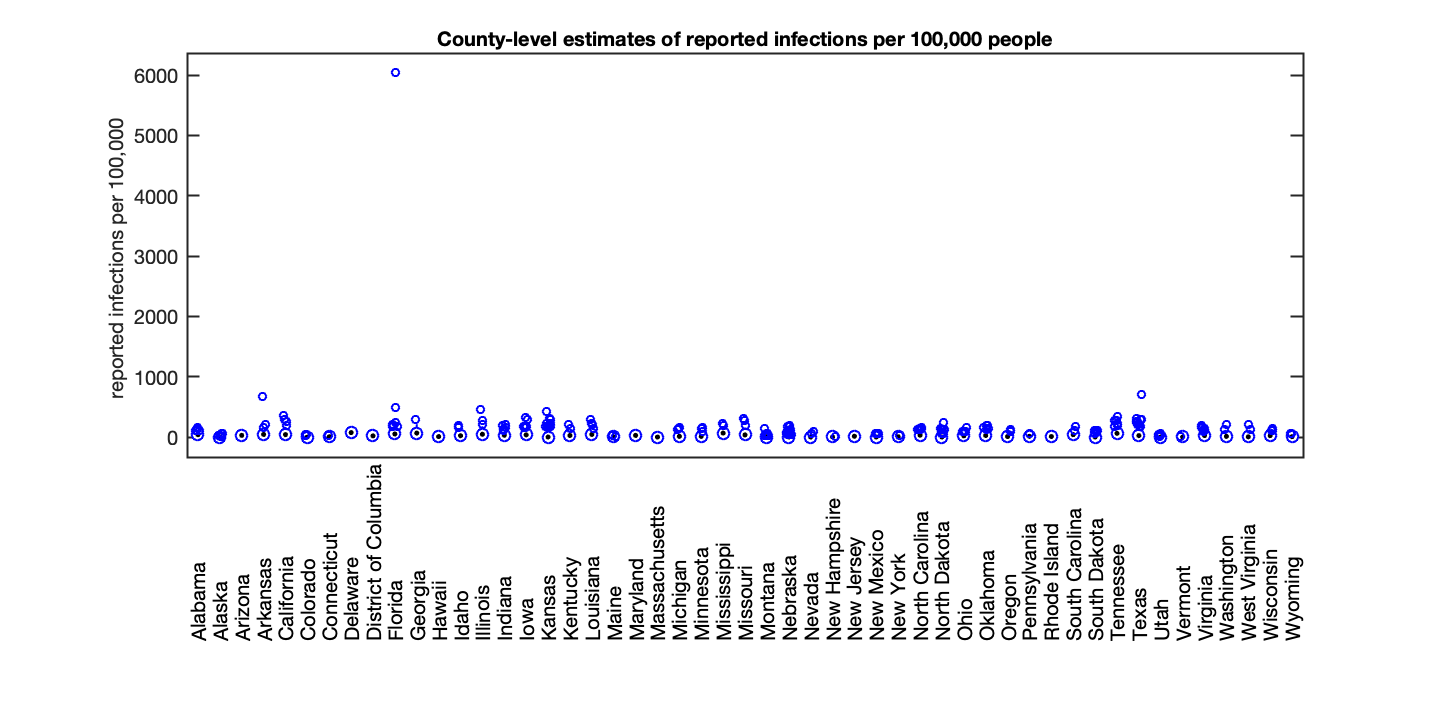 County-level estimates of reported infections per 100,000 people
reported infections per 100,000
6000
5000
4000
3000
2000
1000
0
Alabama
Alaska
Arizona
Arkansas
California
Colorado
Connecticut
Delaware
District of Columbia
Florida
Georgia
Hawaii
Idaho
Illinois
Indiana
Iowa
Kansas
Kentucky
Louisiana
Maine
Maryland
Massachusetts
Michigan
Minnesota
Mississippi
Missouri
Montana
Nebraska
Nevada
New Hampshire
New Jersey
New Mexico
New York
North Carolina
North Dakota
Ohio
Oklahoma
Oregon
Pennsylvania
Rhode Island
South Carolina
South Dakota
Tennessee
Texas
Utah
Vermont
Virginia
Washington
West Virginia
Wisconsin
Wyoming